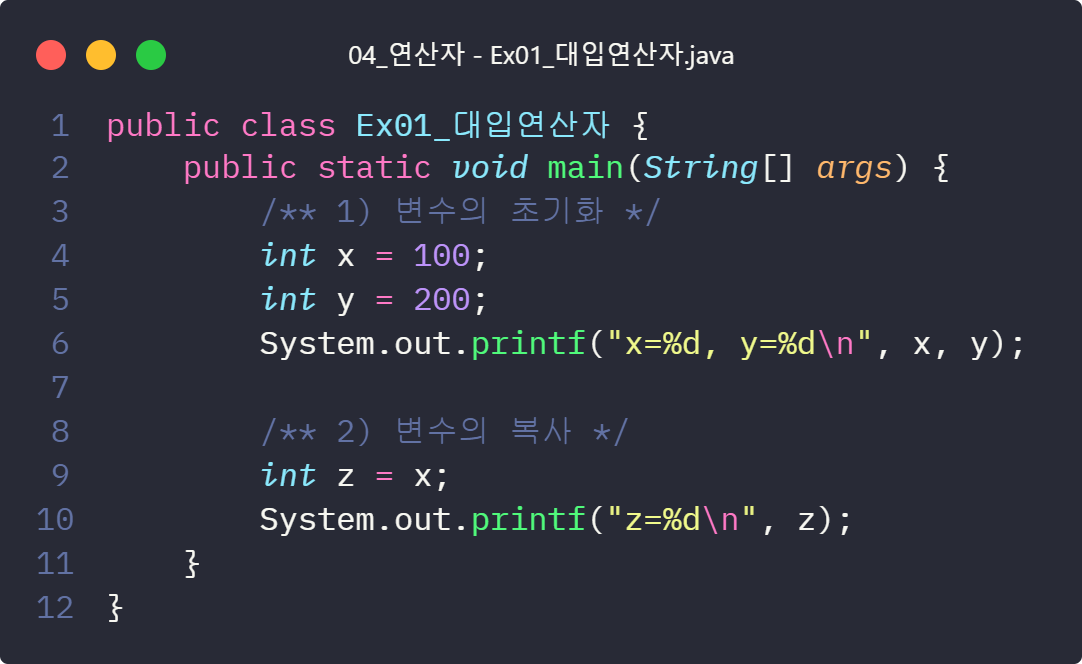 04_연산자 - Ex01_대입연산자.java
1 public class Ex01_대입연산자 {
2     public static void main(String[] args) {
3         /** 1) 변수의 초기화 */
4         int x = 100;
5         int y = 200;
6         System.out.printf("x=%d, y=%d\n", x, y);
7
8         /** 2) 변수의 복사 */
9         int z = x;
10         System.out.printf("z=%d\n", z);
11     }
12 }